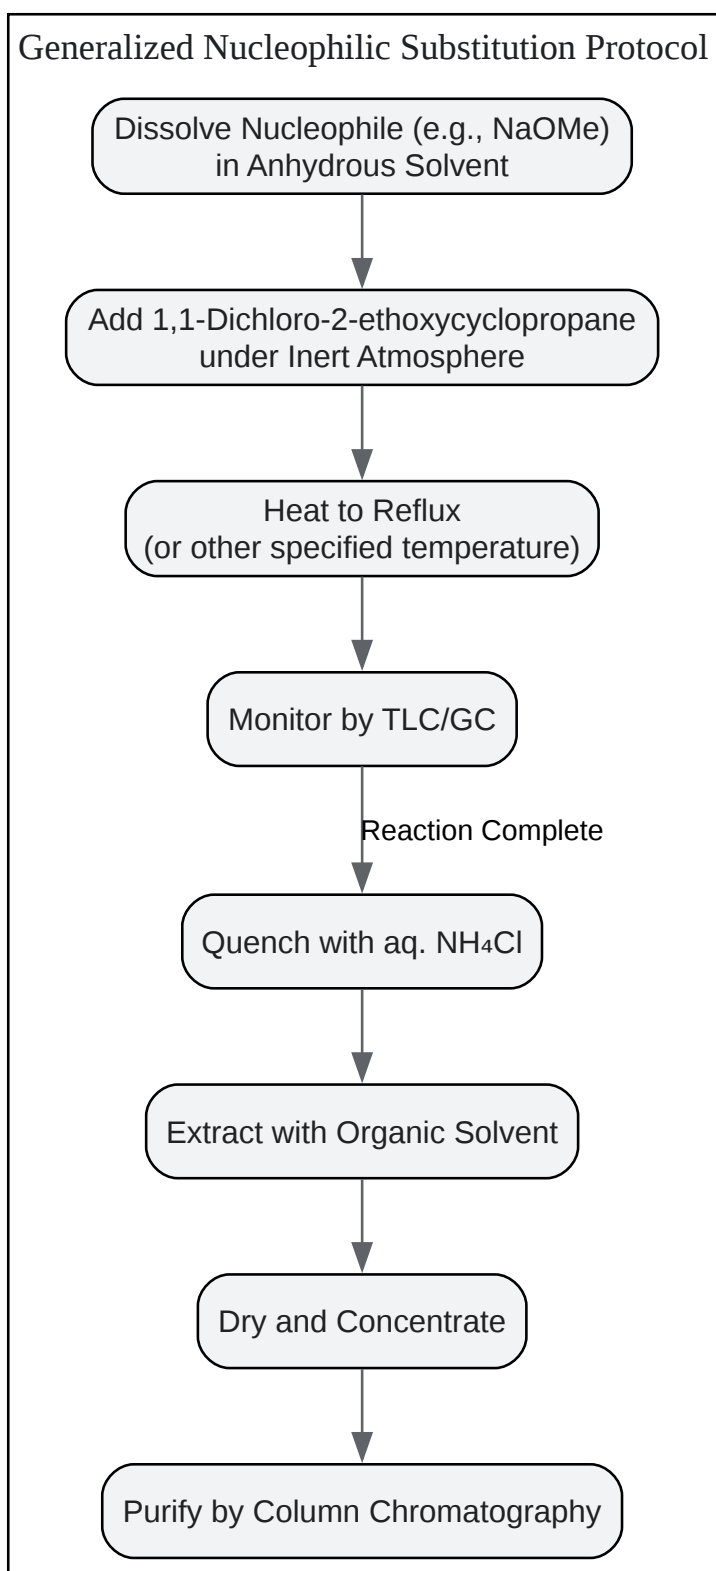 Generalized Nucleophilic Substitution Protocol
Dissolve Nucleophile (e.g., NaOMe)
in Anhydrous Solvent
Add 1,1-Dichloro-2-ethoxycyclopropane
under Inert Atmosphere
Heat to Reflux
(or other specified temperature)
Monitor by TLC/GC
Reaction Complete
Quench with aq. NH₄Cl
Extract with Organic Solvent
Dry and Concentrate
Purify by Column Chromatography